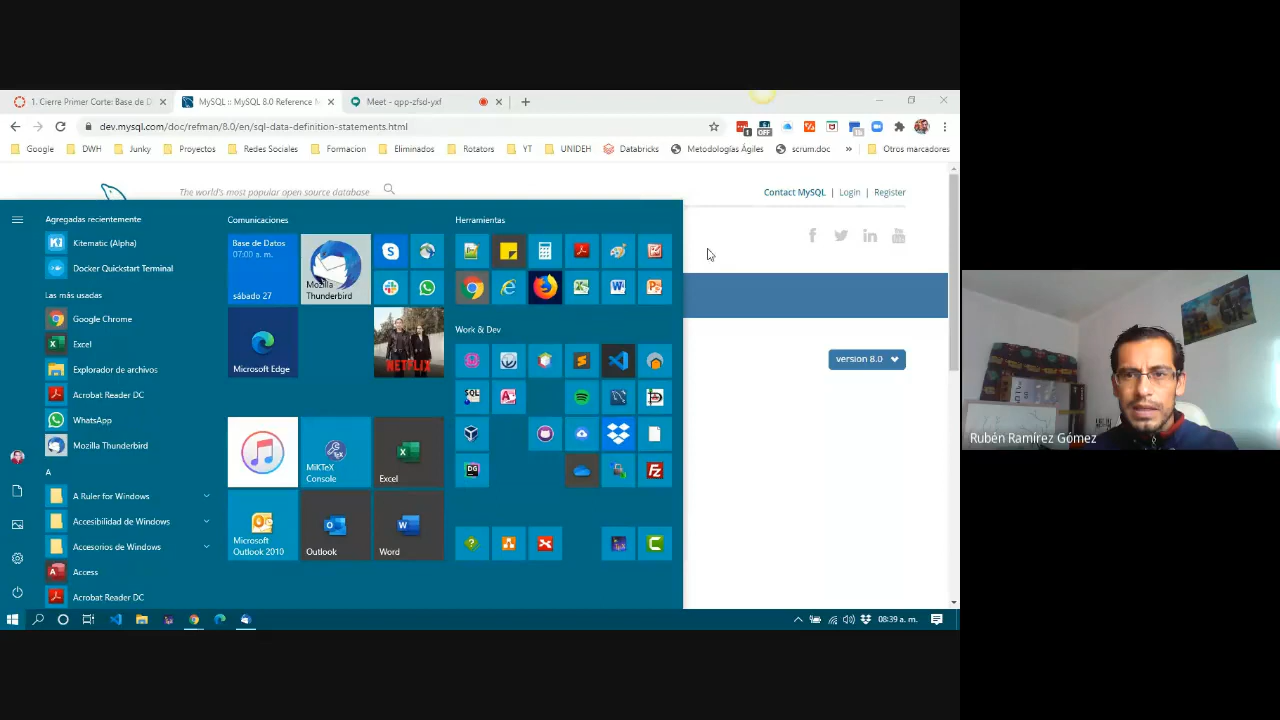 1. Cierre Primer Corte: Base de D
MySQL :: MySQL 8.0 Reference M
Meet - qpp-zfsd-yxf
dev.mysql.com/doc/refman/8.0/en/sql-data-definition-statements.html
Google
DWH
Junky
Proyectos
Redes Sociales
Formacion
Eliminados
Rotators
YT
UNIDEH
Databricks
Metodologías Ágiles
scrum.doc
»
Otros marcadores
The world's most popular open source database
Contact MySQL | Login | Register
version 8.0
Agregadas recientemente
Kitematic (Alpha)
Docker Quickstart Terminal
Las más usadas
Google Chrome
Excel
Explorador de archivos
Acrobat Reader DC
WhatsApp
Mozilla Thunderbird
A
A Ruler for Windows
Accesibilidad de Windows
Accesorios de Windows
Access
Acrobat Reader DC
Comunicaciones
Base de Datos
07:00 a. m.
sábado 27
Mozilla
Thunderbird
Microsoft Edge
NETFLIX
MiKTeX
Console
Excel
Microsoft
Outlook 2010
Outlook
Word
Herramientas
Work & Dev
08:39 a. m.
Rubén Ramírez Gómez